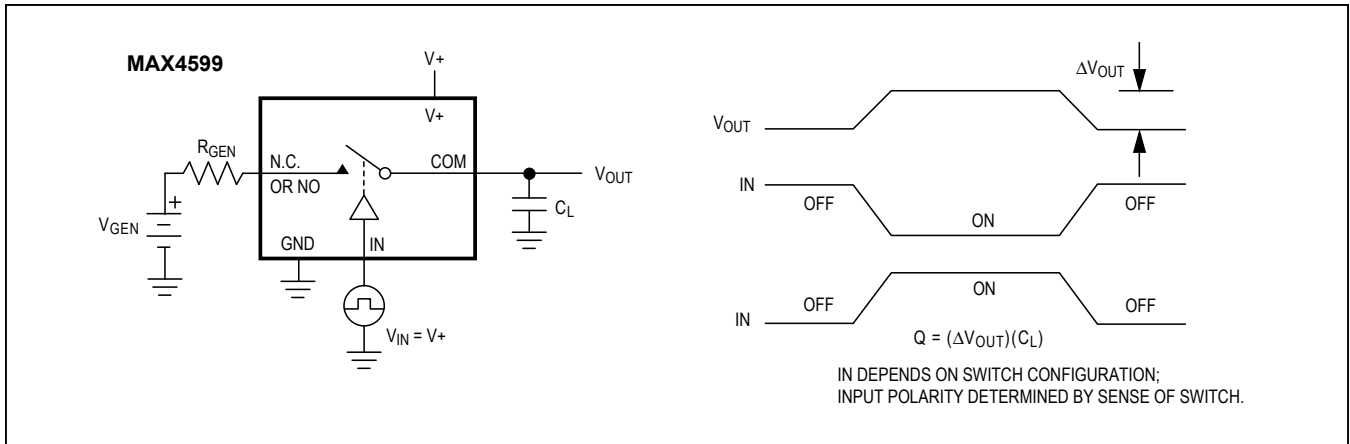 MAX4599
V+
V+
RGEN
N.C.
OR NO
COM
VOUT
CL
VGEN
+
GND
IN
VIN = V+
ΔVOUT
VOUT
IN
OFF
ON
OFF
IN
OFF
ON
OFF
Q = (ΔVOUT)(CL)
IN DEPENDS ON SWITCH CONFIGURATION;
INPUT POLARITY DETERMINED BY SENSE OF SWITCH.